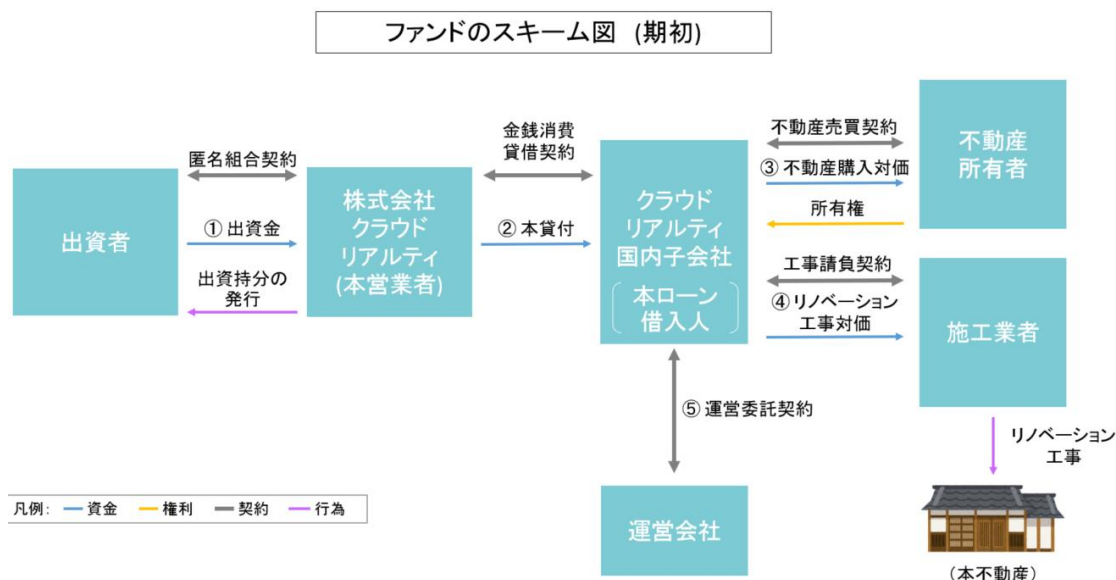 ファンドのスキーム図 (期初)
匿名組合契約
金銭消費
貸借契約
不動産売買契約
出資者
① 出資金
出資持分の
発行
株式会社
クラウド
リアルティ
(本営業者)
② 本貸付
クラウド
リアルティ
国内子会社
本ローン
借入人
③ 不動産購入対価
所有権
不動産
所有者
工事請負契約
④ リノベーション
工事対価
施工業者
⑤ 運営委託契約
リノベーション
工事
凡例: 資金 権利 契約 行為
運営会社
(本不動産)